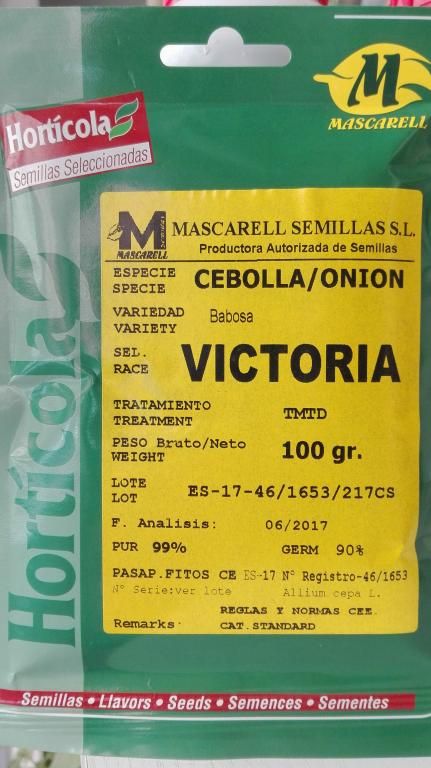 M
MASCARELL
Hortícola
Semillas Seleccionadas
M
MASCARELL
MASCARELL SEMILLAS S.L.
Productora Autorizada de Semillas
ESPECIE CEBOLLA/ONION
SPECIE
VARIEDAD Babosa
VARIETY
SEL. VICTORIA
RACE
TRATAMIENTO TMTD
TREATMENT
PESO Bruto/Neto 100 gr.
WEIGHT
LOTE ES-17-46/1653/217CS
LOT
F. Analisis: 06/2017
PUR 99% GERM 90%
PASAP.FITOS CE ES-17 Nº Registro-46/1653
Nº Serie:ver lote Allium cepa L.
REGLAS Y NORMAS CEE.
Remarks: CAT.STANDARD
Hortícola
Semillas • Llavors • Seeds • Semences • Sementes